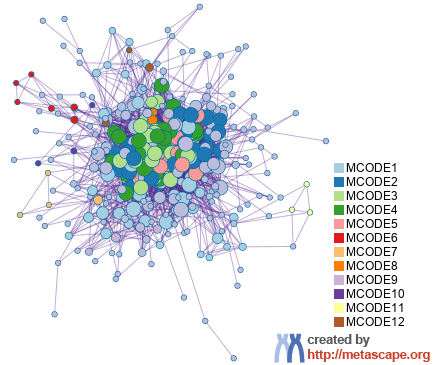 MCODE1
MCODE2
MCODE3
MCODE4
MCODE5
MCODE6
MCODE7
MCODE8
MCODE9
MCODE10
MCODE11
MCODE12
created by
http://metascape.org